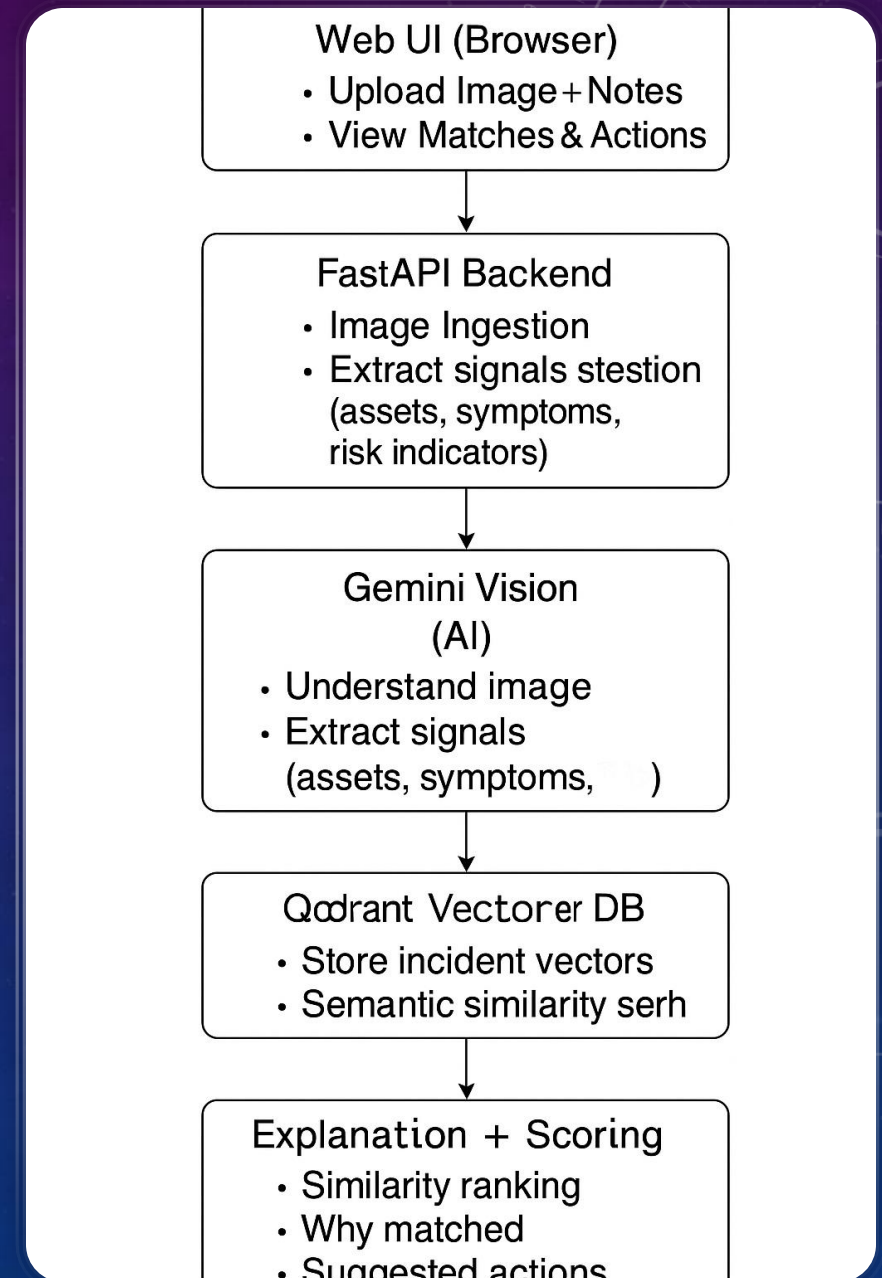 Web UI (Browser)
• Upload Image+Notes
• View Matches & Actions
FastAPI Backend
• Image Ingestion
• Extract signals stestion
(assets, symptoms,
risk indicators)
Gemini Vision
(AI)
• Understand image
• Extract signals
(assets, symptoms, )
Qodrant Vectorer DB
• Store incident vectors
• Semantic similarity serh
Explanation + Scoring
• Similarity ranking
• Why matched
• Suggested actions